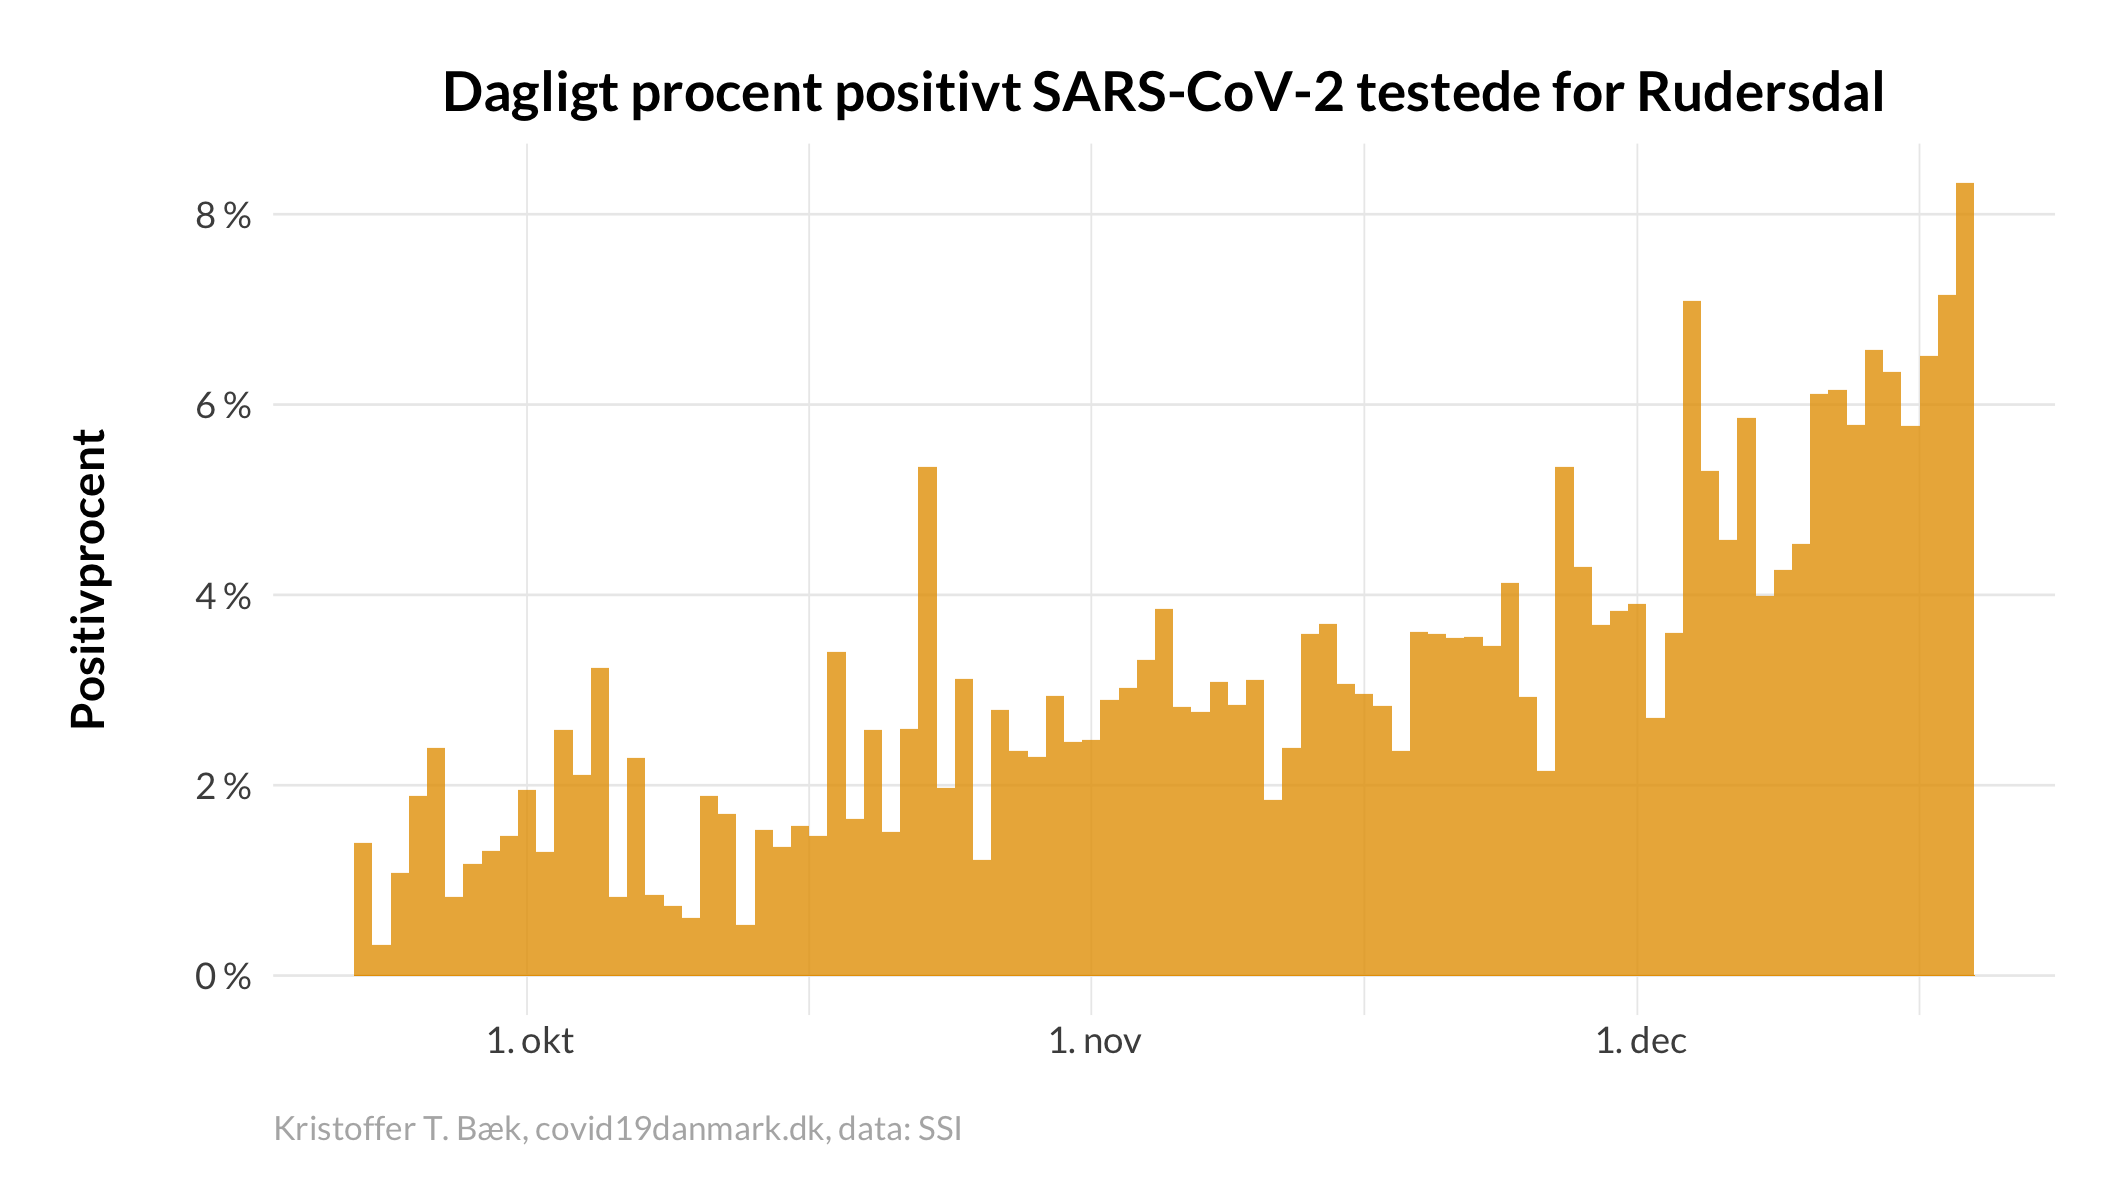 Dagligt procent positivt SARS-CoV-2 testede for Rudersdal
Positivprocent
8 %
6 %
4 %
2 %
0 %
1. okt
1. nov
1. dec
Kristoffer T. Bæk, covid19danmark.dk, data: SSI